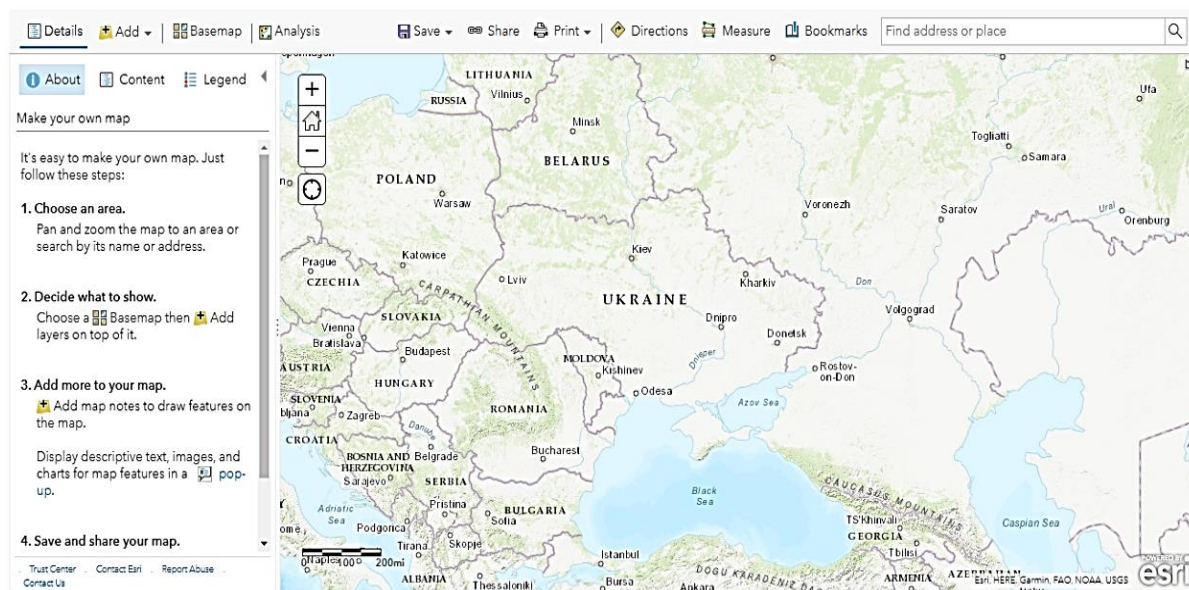 Details Add Basemap Analysis Save Share Print Directions Measure Bookmarks Find address or place
About Content Legend
Make your own map
It's easy to make your own map. Just
follow these steps:
1. Choose an area.
Pan and zoom the map to an area or
search by its name or address.
2. Decide what to show.
Choose a Basemap then Add
layers on top of it.
3. Add more to your map.
Add map notes to draw features on
the map.
Display descriptive text, images, and
charts for map features in a pop-
up.
4. Save and share your map.
Trust Center Contact Esri Report Abuse
Contact Us
LITHUANIA
Vilnius
RUSSIA
Ufa
Minsk
Togliatti
Samara
BELARUS
POLAND
Warsaw
Voronezh
Saratov
Ural
Orenburg
Kiev
Prague
Katowice
Lviv
Kharkiv
Don
CZECHIA
CARPATHIAN MOUNTAINS
UKRAINE
Volgograd
SLOVAKIA
Dnipro
Vienna
Bratislava
Donetsk
Budapest
MOLDOVA
Dnieper
AUSTRIA
Kishinev
Rostov-
on-Don
HUNGARY
Odesa
SLOVENIA
bljana
Zagreb
ROMANIA
Azov Sea
CROATIA
Danube
Bucharest
BOSNIA AND
HERZEGOVINA
Belgrade
Sarajevo
SERBIA
Black
Sea
CAUCASUS MOUNTAINS
Adriatic
Sea
Pristina
BULGARIA
Sofia
TS'Khinvali
Caspian Sea
Podgorica
GEORGIA
Skopje
Tirana
Tbilisi
Istanbul
0 100 200mi
Naples
ALBANIA
Thessaloniki
Bursa
Ankara
DOGU KARADENIZ DA
ARMENIA
AZERBAIJAN
POWERED BY
esri
Esri, HERE, Garmin, FAO, NOAA, USGS